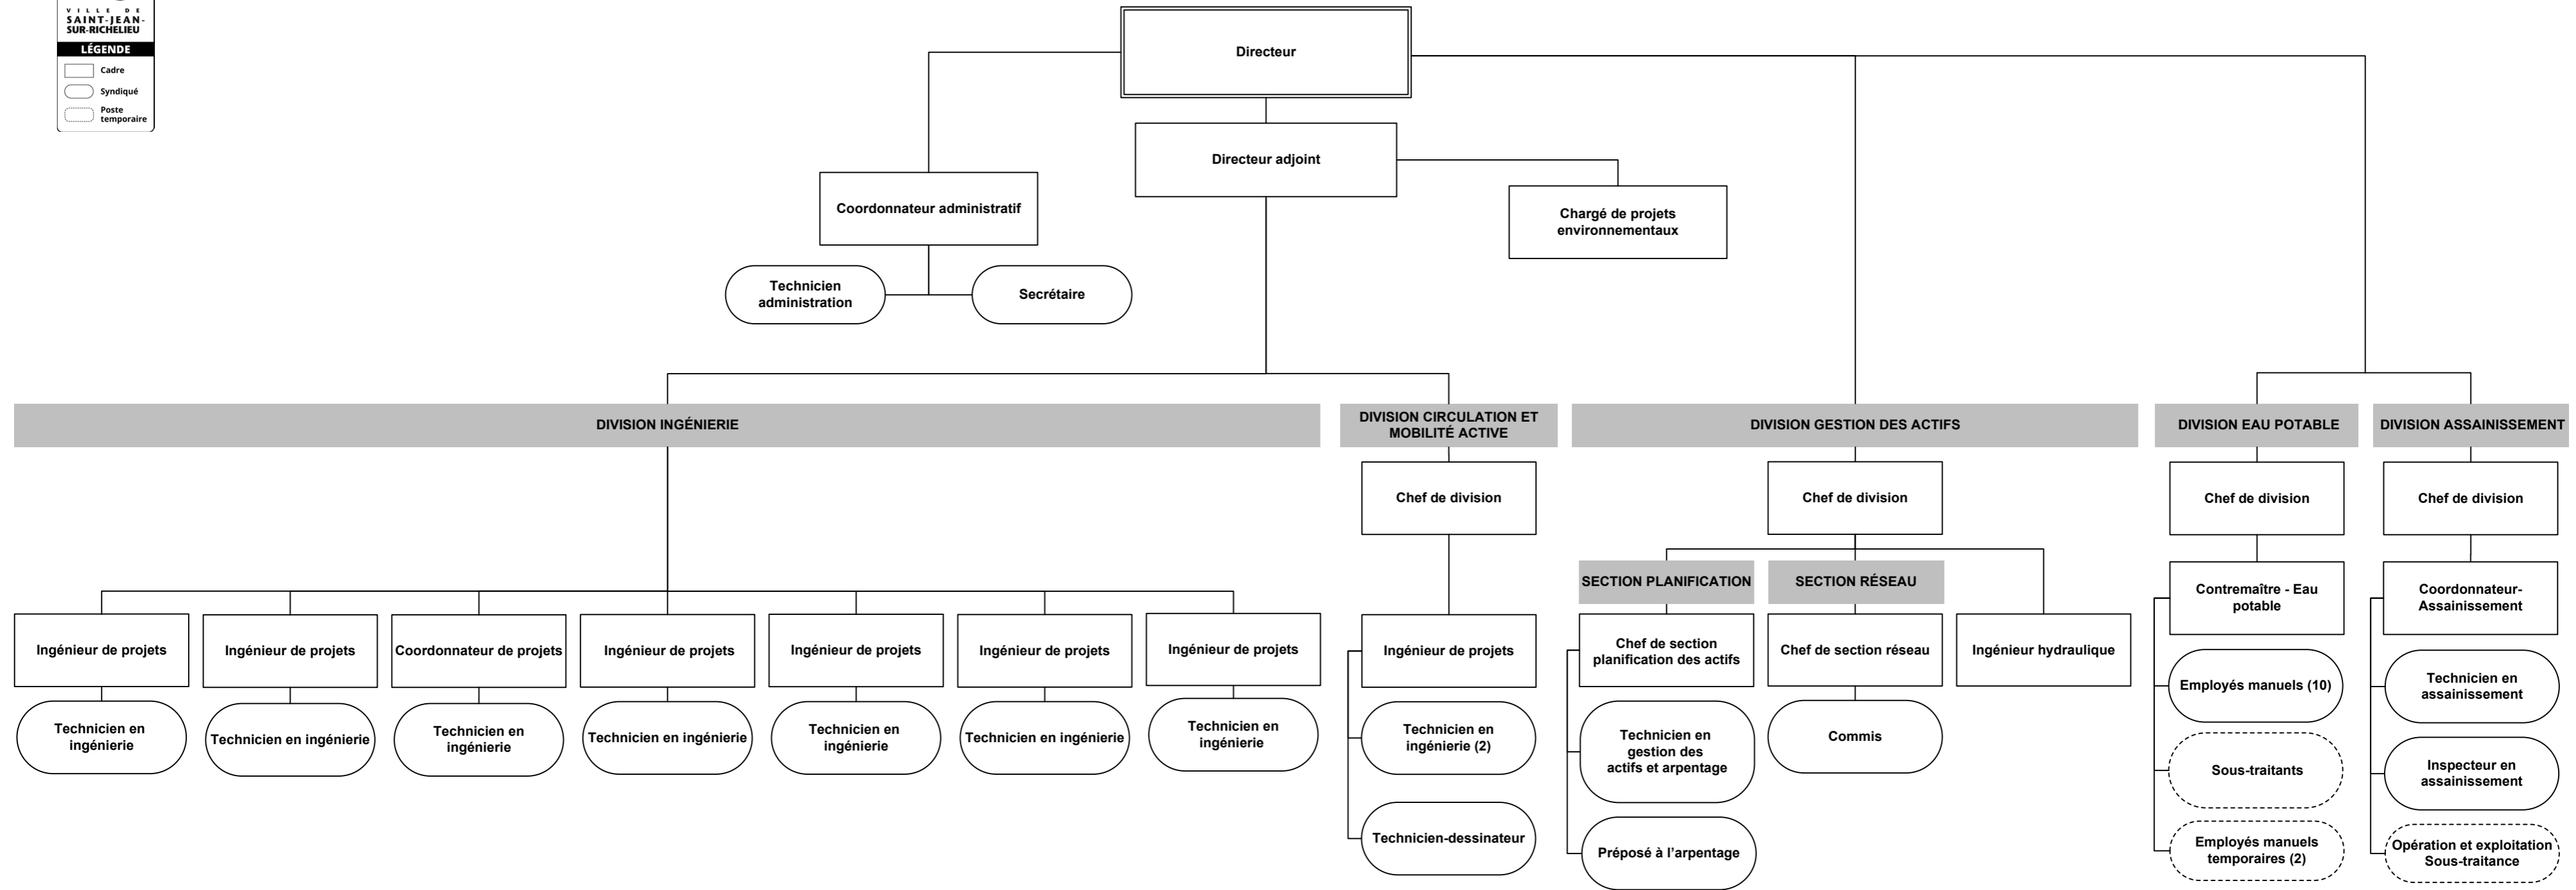 VILLE DE
SAINT-JEAN-
SUR-RICHELIEU
LÉGENDE
Cadre
Syndiqué
Poste
temporaire
Directeur
Directeur adjoint
Coordonnateur administratif
Chargé de projets
environnementaux
Technicien
administration
Secrétaire
DIVISION INGÉNIERIE
DIVISION CIRCULATION ET
MOBILITÉ ACTIVE
DIVISION GESTION DES ACTIFS
DIVISION EAU POTABLE
DIVISION ASSAINISSEMENT
Chef de division
Chef de division
Chef de division
Chef de division
SECTION PLANIFICATION
SECTION RÉSEAU
Contremaître - Eau
potable
Coordonnateur-
Assainissement
Ingénieur de projets
Ingénieur de projets
Coordonnateur de projets
Ingénieur de projets
Ingénieur de projets
Ingénieur de projets
Ingénieur de projets
Ingénieur de projets
Chef de section
planification des actifs
Chef de section réseau
Ingénieur hydraulique
Employés manuels (10)
Technicien en
assainissement
Technicien en
ingénierie
Technicien en ingénierie
Technicien en
ingénierie
Technicien en ingénierie
Technicien en
ingénierie
Technicien en ingénierie
Technicien en
ingénierie
Technicien en
ingénierie (2)
Technicien en
gestion des
actifs et arpentage
Commis
Sous-traitants
Inspecteur en
assainissement
Technicien-dessinateur
Préposé à l’arpentage
Employés manuels
temporaires (2)
Opération et exploitation
Sous-traitance